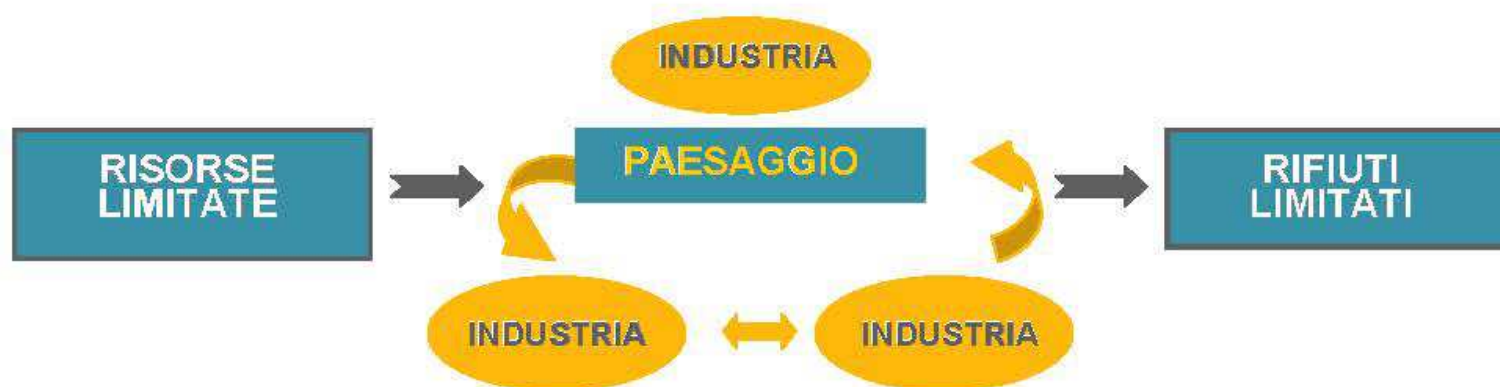 INDUSTRIA
RISORSE
LIMITATE
PAESAGGIO
RIFIUTI
LIMITATI
INDUSTRIA
INDUSTRIA